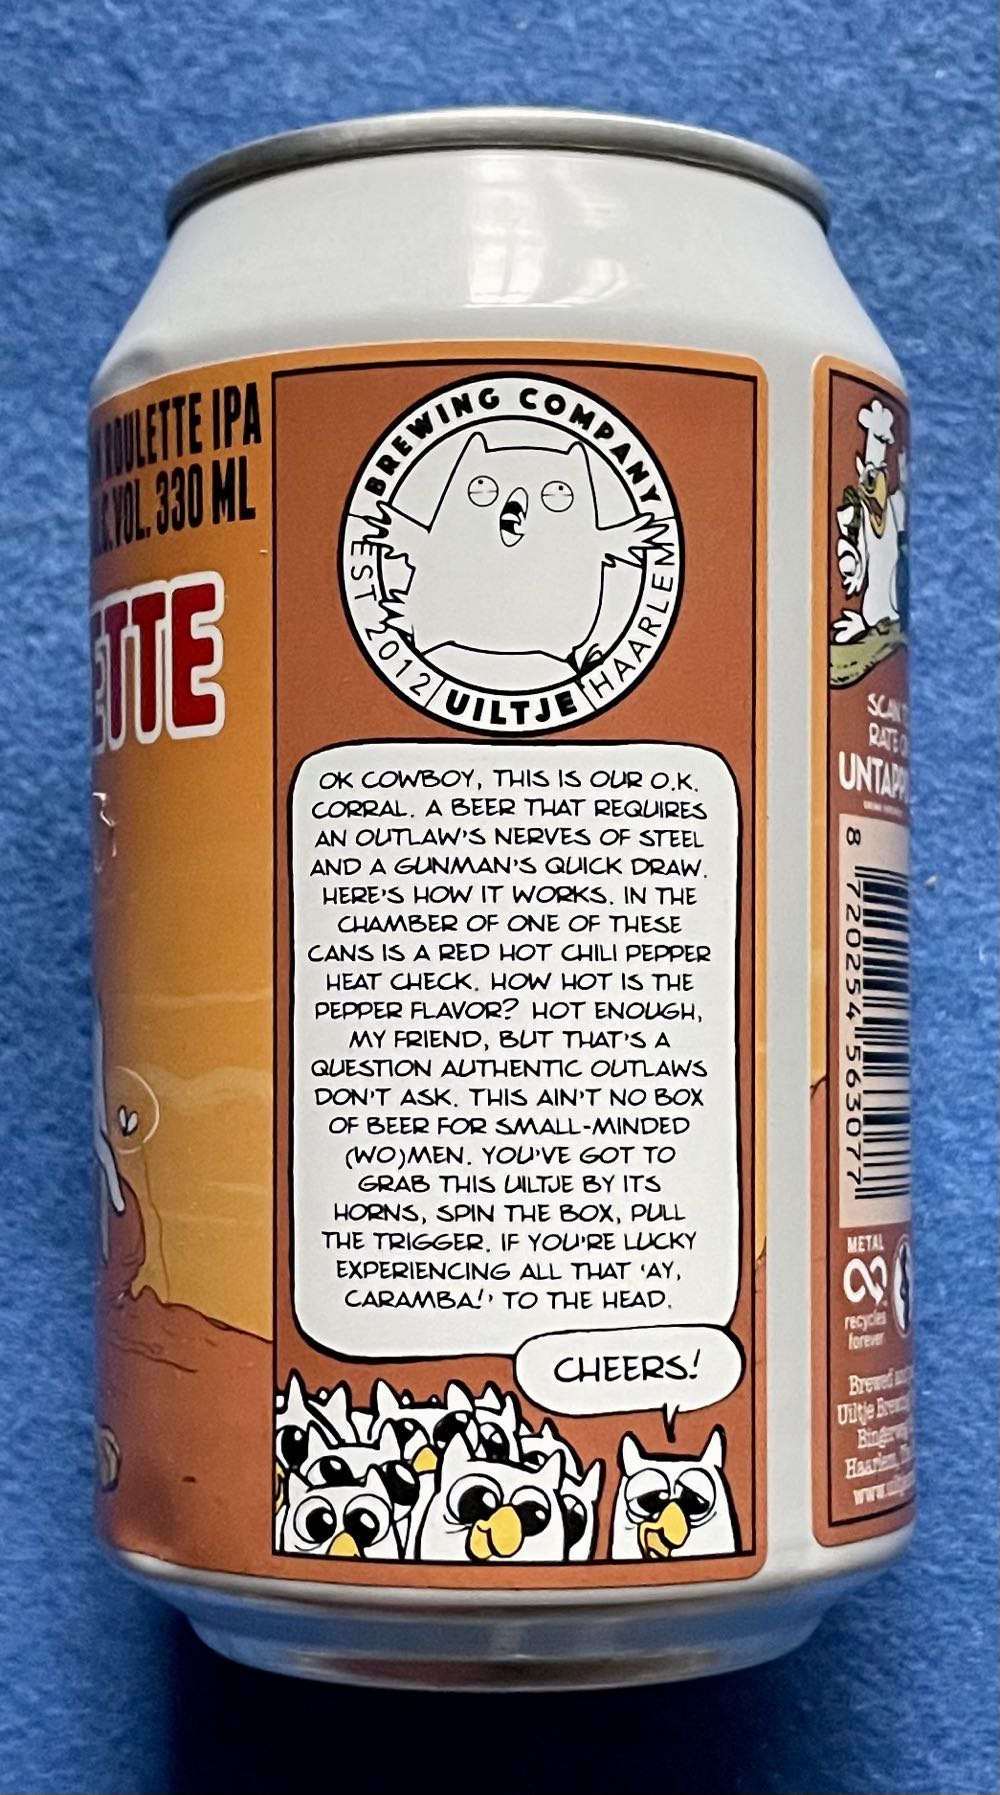 ROULETTE IPA
VOL. 330 ML
ETTE
BREWING COMPANY
EST 2012
UILTJE
HAARLEM
OK COWBOY, THIS IS OUR O.K.
CORRAL. A BEER THAT REQUIRES
AN OUTLAW'S NERVES OF STEEL
AND A GUNMAN'S QUICK DRAW.
HERE'S HOW IT WORKS. IN THE
CHAMBER OF ONE OF THESE
CANS IS A RED HOT CHILI PEPPER
HEAT CHECK. HOW HOT IS THE
PEPPER FLAVOR? HOT ENOUGH,
MY FRIEND, BUT THAT'S A
QUESTION AUTHENTIC OUTLAWS
DON'T ASK. THIS AIN'T NO BOX
OF BEER FOR SMALL-MINDED
(WO)MEN. YOU'VE GOT TO
GRAB THIS UILTJE BY ITS
HORNS, SPIN THE BOX, PULL
THE TRIGGER. IF YOU'RE LUCKY
EXPERIENCING ALL THAT 'AY,
CARAMBA!' TO THE HEAD.
CHEERS!
SCAN
RATE
UNTAPP
8 720254 563077
METAL
recycles
forever
Brewed
Uiltje
Haarlem,
www.